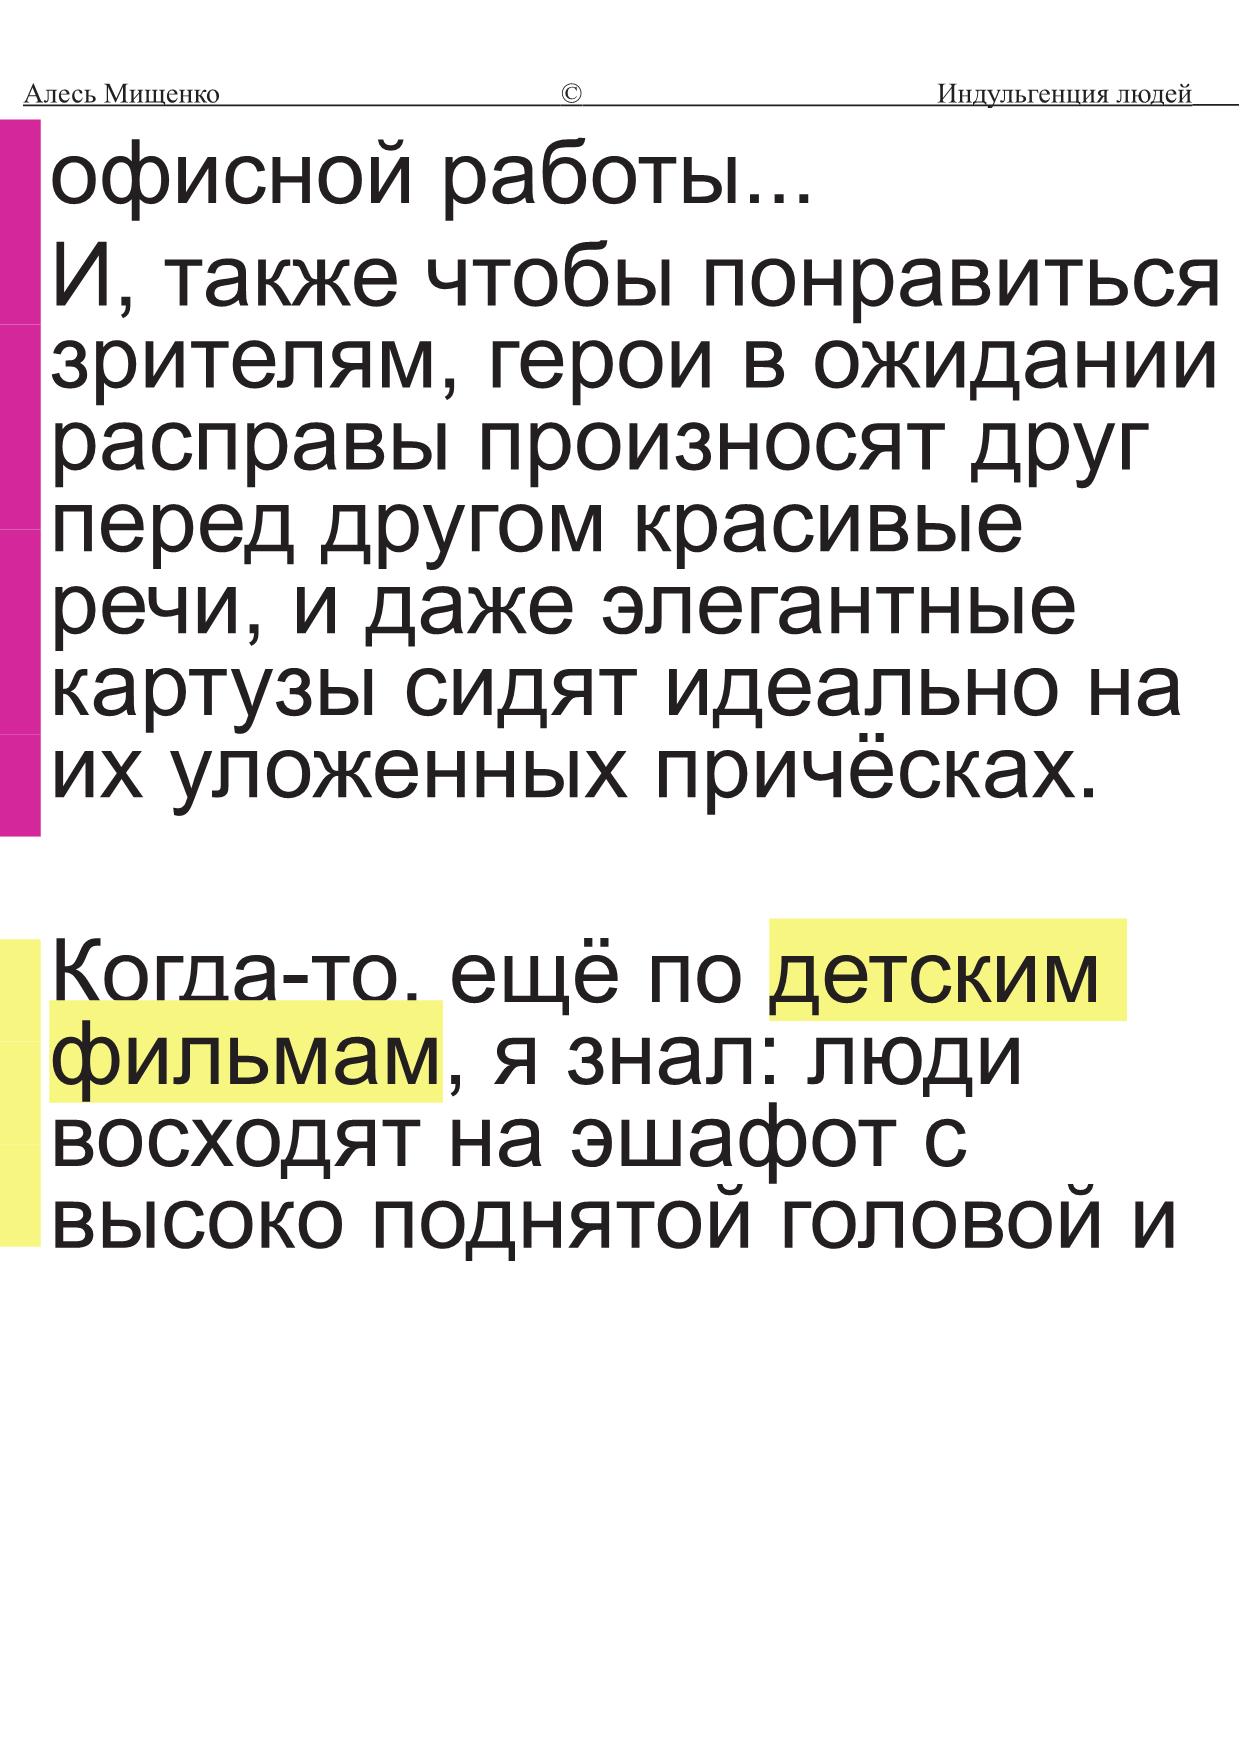 Алесь Мищенко © Индульгенция людей
офисной работы...
И, также чтобы понравиться
зрителям, герои в ожидании
расправы произносят друг
перед другом красивые
речи, и даже элегантные
картузы сидят идеально на
их уложенных причёсках.
Когда-то, ещё по детским
фильмам, я знал: люди
восходят на эшафот с
высоко поднятой головой и